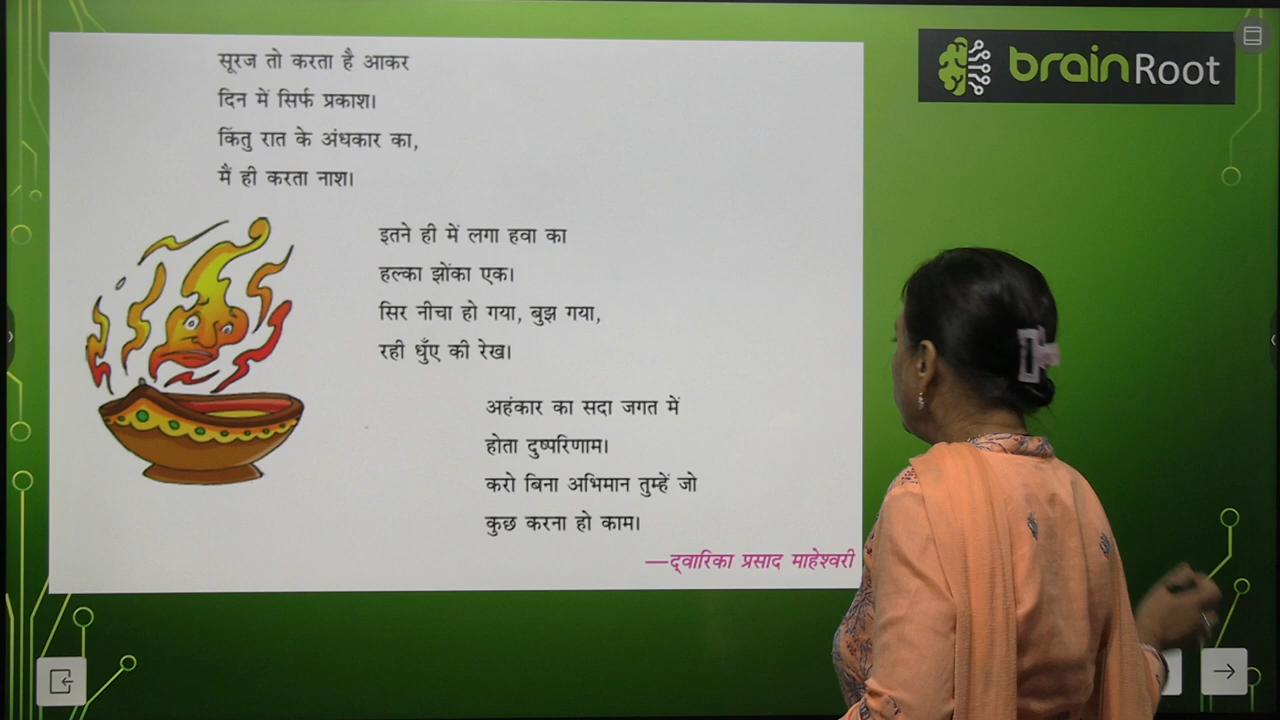 brainRoot
सूरज तो करता है आकर
दिन में सिर्फ प्रकाश।
किंतु रात के अंधकार का,
मैं ही करता नाश।
इतने ही में लगा हवा का
हल्का झोंका एक।
सिर नीचा हो गया, बुझ गया,
रही धुँए की रेख।
अहंकार का सदा जगत में
होता दुष्परिणाम।
करो बिना अभिमान तुम्हें जो
कुछ करना हो काम।
—द्वारिका प्रसाद माहेश्वरी